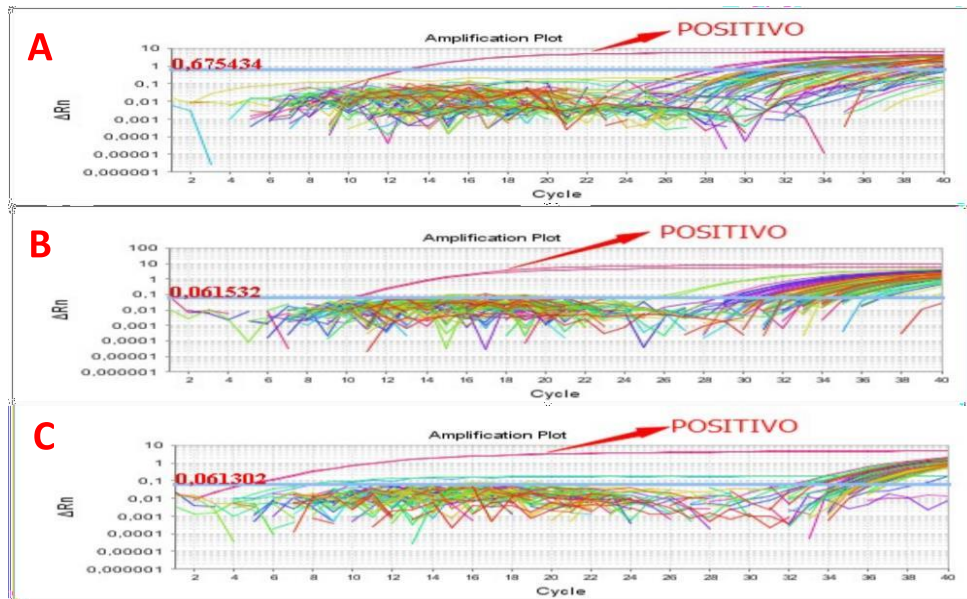 A
Amplification Plot
POSITIVO
0,675434
ΔRn
10
1
0,1
0,01
0,001
0,0001
0,00001
0,000001
2 4 6 8 10 12 14 16 18 20 22 24 26 28 30 32 34 36 38 40
Cycle
B
Amplification Plot
POSITIVO
0,061532
ΔRn
100
10
1
0,1
0,01
0,001
0,0001
0,00001
0,000001
2 4 6 8 10 12 14 16 18 20 22 24 26 28 30 32 34 36 38 40
Cycle
C
Amplification Plot
POSITIVO
0,061302
ΔRn
10
1
0,1
0,01
0,001
0,0001
0,00001
0,000001
2 4 6 8 10 12 14 16 18 20 22 24 26 28 30 32 34 36 38 40
Cycle